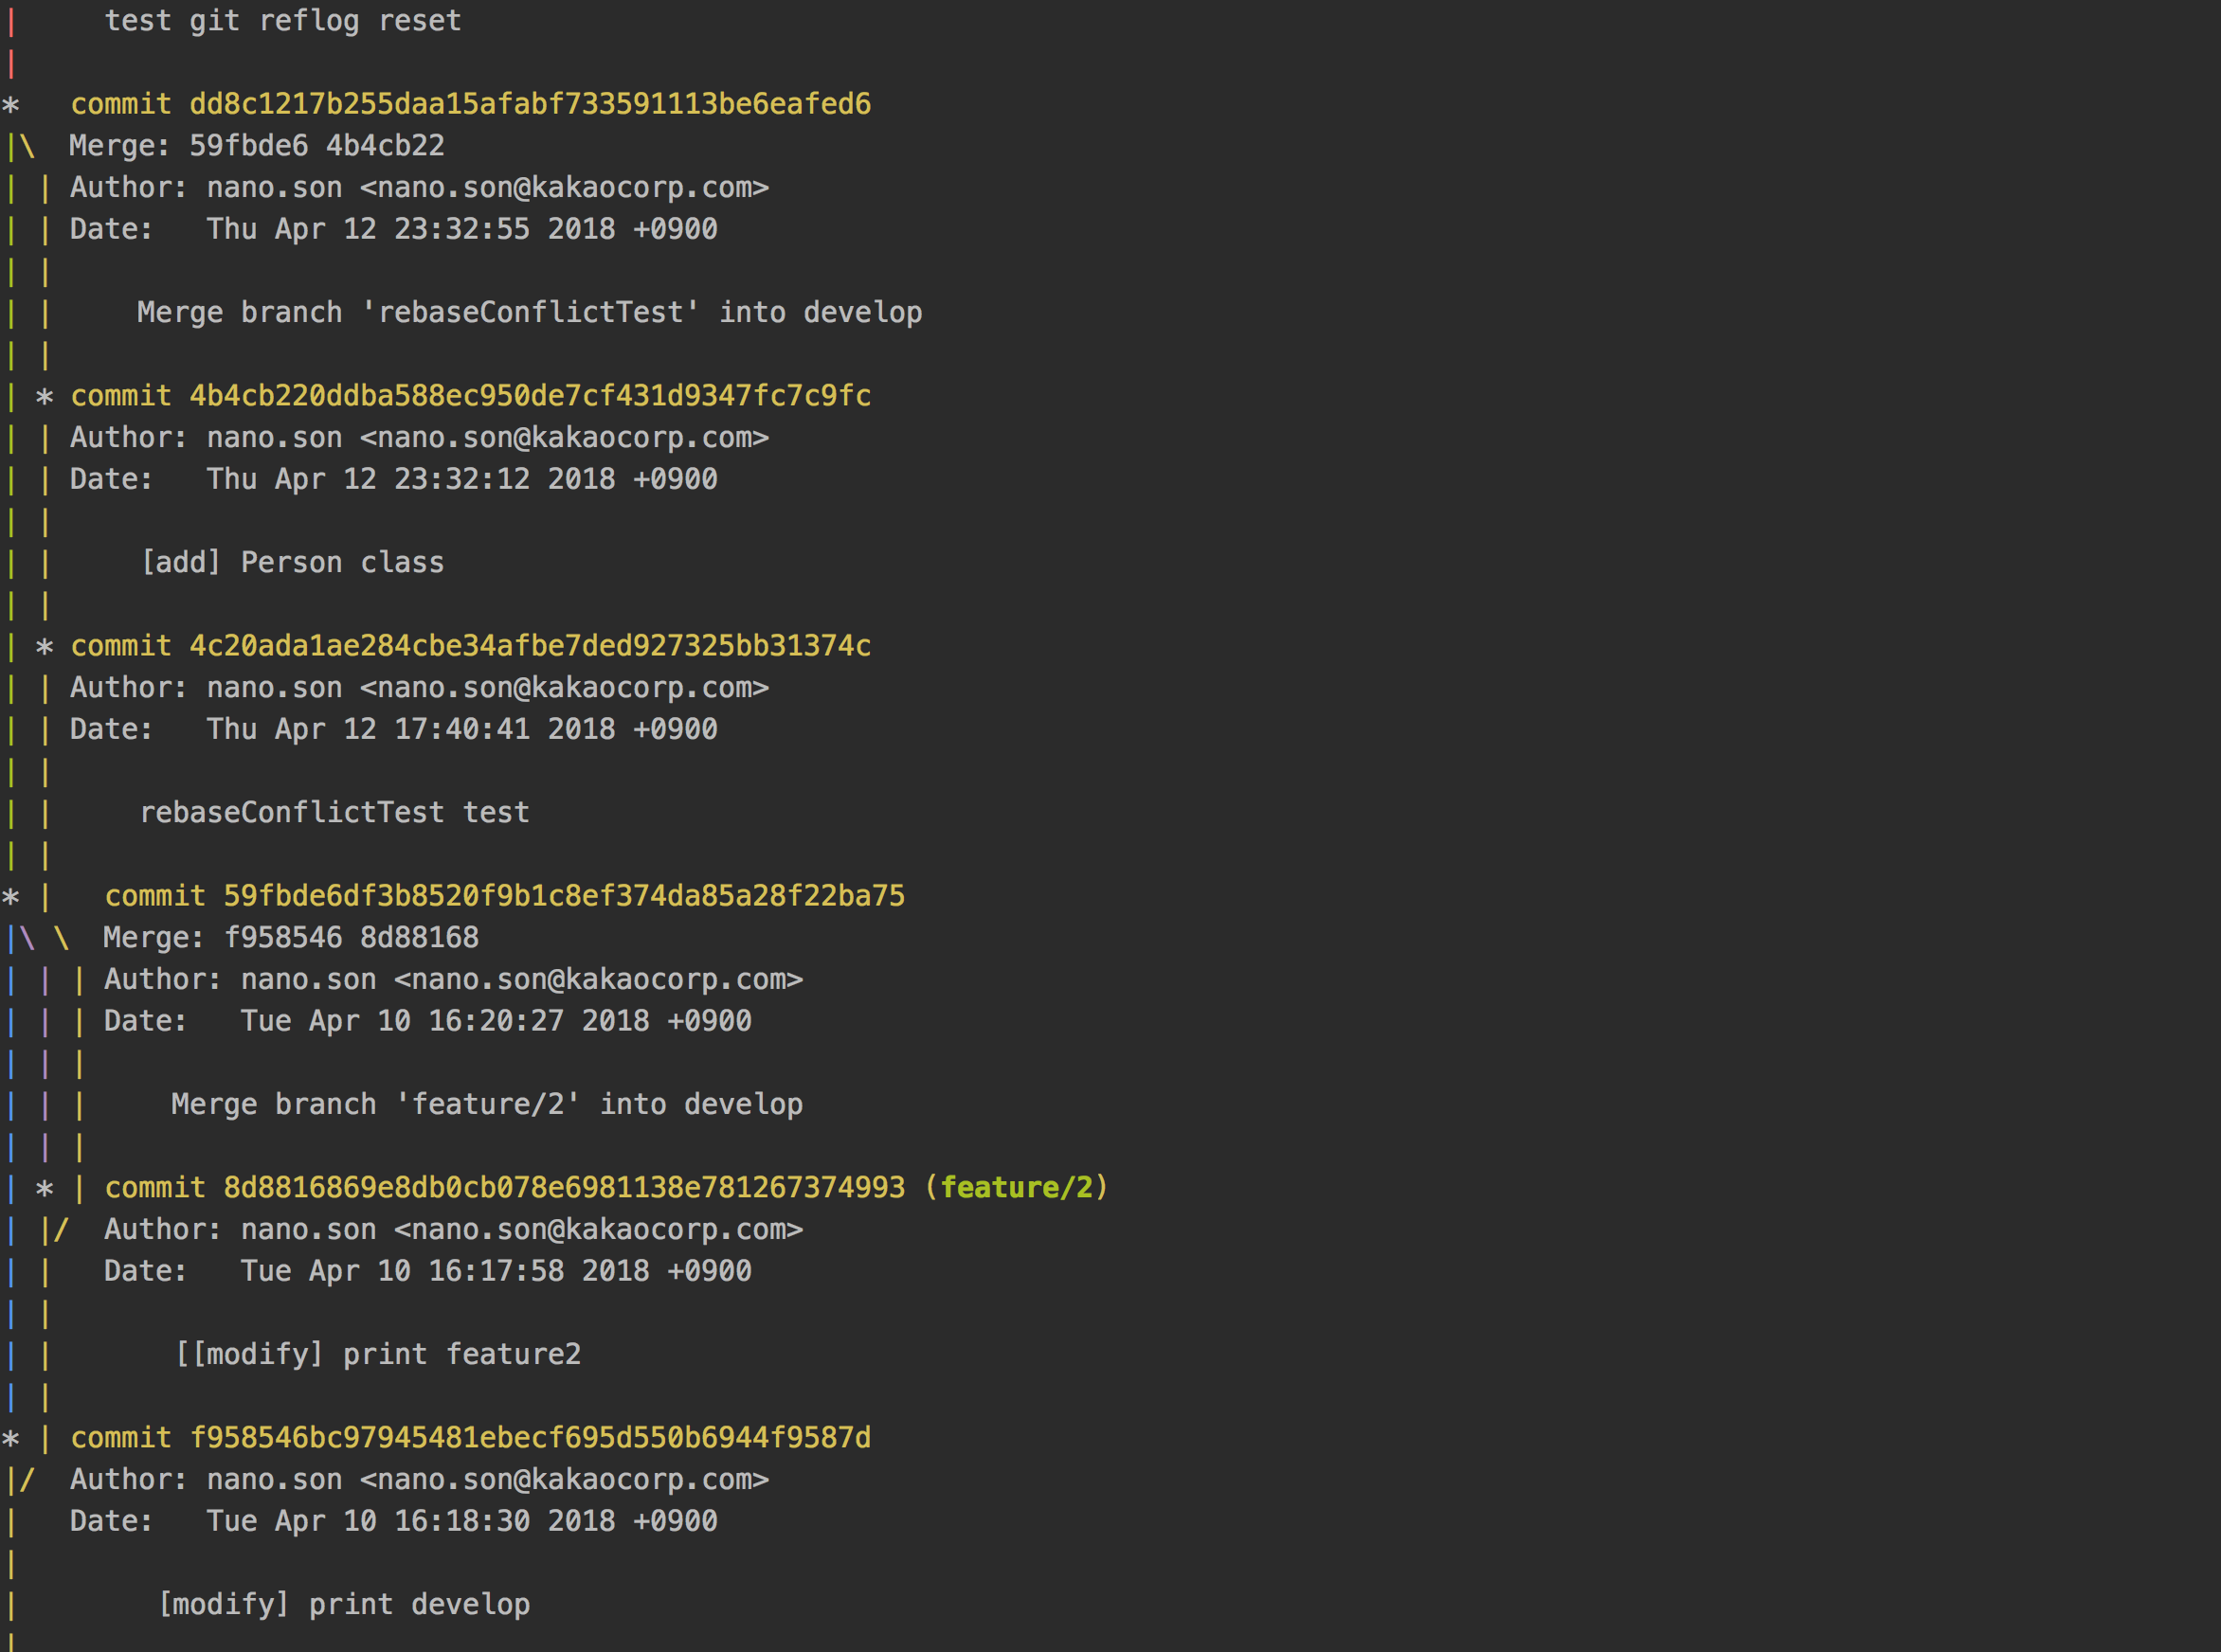 |     test git reflog reset
|
*   commit dd8c1217b255daa15afabf733591113be6eafed6
|\  Merge: 59fbde6 4b4cb22
| | Author: nano.son <nano.son@kakaocorp.com>
| | Date:   Thu Apr 12 23:32:55 2018 +0900
| |
| |     Merge branch 'rebaseConflictTest' into develop
| |
| * commit 4b4cb220ddba588ec950de7cf431d9347fc7c9fc
| | Author: nano.son <nano.son@kakaocorp.com>
| | Date:   Thu Apr 12 23:32:12 2018 +0900
| |
| |     [add] Person class
| |
| * commit 4c20ada1ae284cbe34afbe7ded927325bb31374c
| | Author: nano.son <nano.son@kakaocorp.com>
| | Date:   Thu Apr 12 17:40:41 2018 +0900
| |
| |     rebaseConflictTest test
| |
* |   commit 59fbde6df3b8520f9b1c8ef374da85a28f22ba75
|\ \  Merge: f958546 8d88168
| | | Author: nano.son <nano.son@kakaocorp.com>
| | | Date:   Tue Apr 10 16:20:27 2018 +0900
| | |
| | |     Merge branch 'feature/2' into develop
| | |
| * | commit 8d8816869e8db0cb078e6981138e781267374993 (feature/2)
| |/  Author: nano.son <nano.son@kakaocorp.com>
| |   Date:   Tue Apr 10 16:17:58 2018 +0900
| |
| |       [[modify] print feature2
| |
* | commit f958546bc97945481ebecf695d550b6944f9587d
|/  Author: nano.son <nano.son@kakaocorp.com>
|   Date:   Tue Apr 10 16:18:30 2018 +0900
|
|        [modify] print develop
|